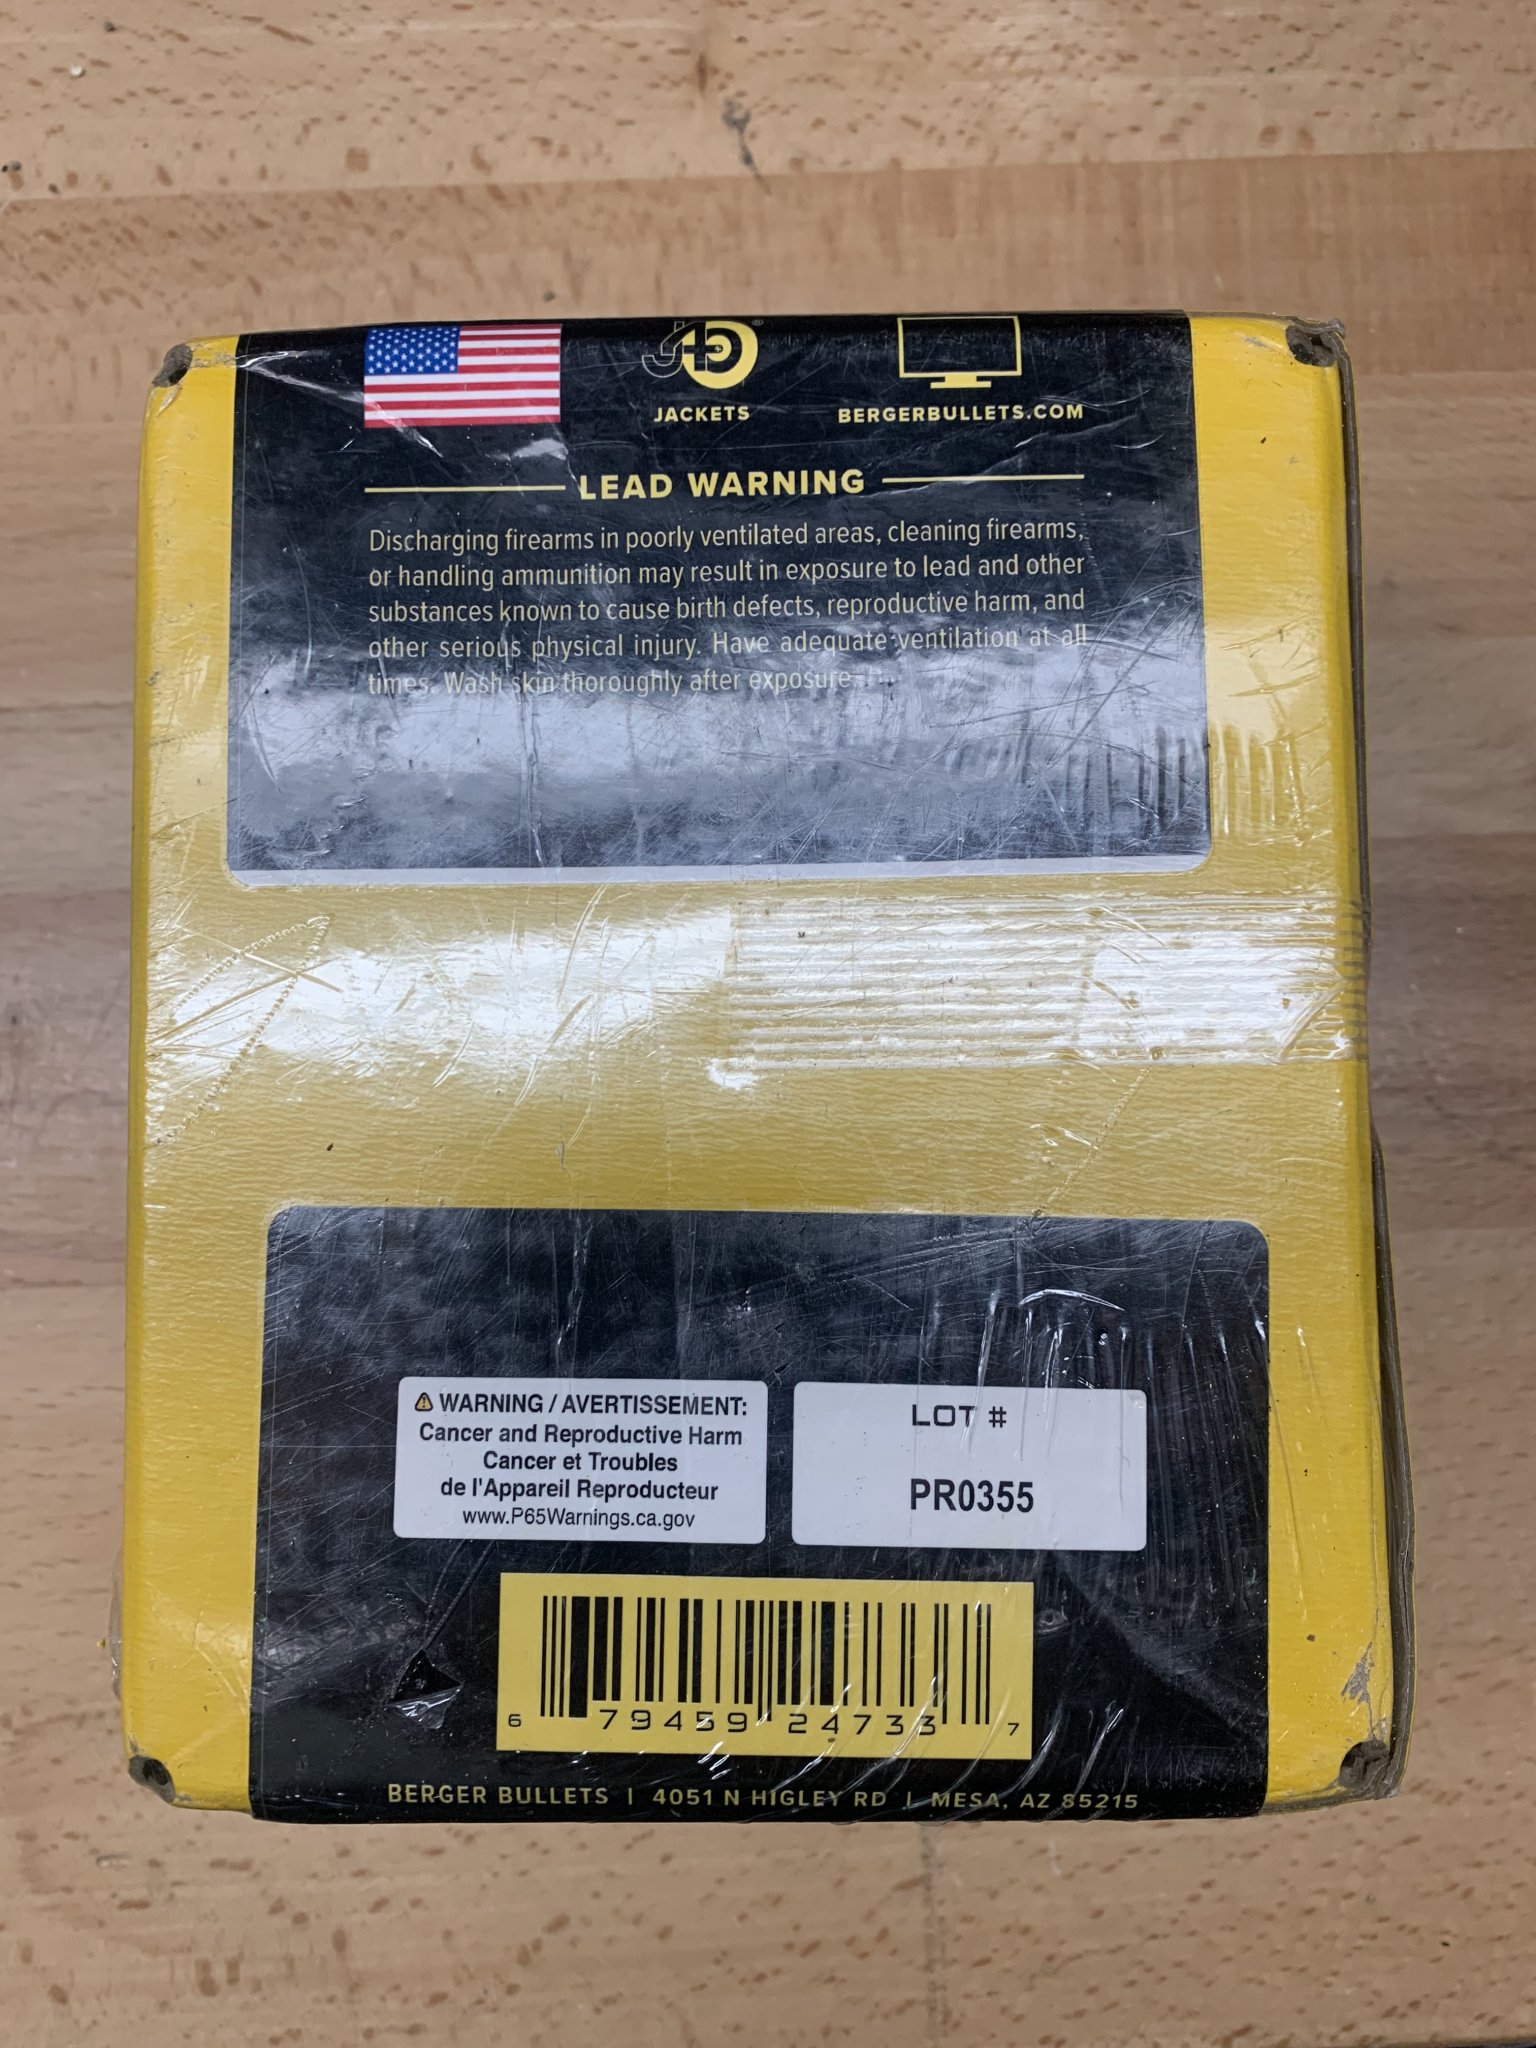 J4
®
JACKETS
BERGERBULLETS.COM
LEAD WARNING
Discharging firearms in poorly ventilated areas, cleaning firearms,
or handling ammunition may result in exposure to lead and other
substances known to cause birth defects, reproductive harm, and
other serious physical injury. Have adequate ventilation at all
times. Wash skin thoroughly after exposure.
⚠ WARNING / AVERTISSEMENT:
Cancer and Reproductive Harm
Cancer et Troubles
de l'Appareil Reproducteur
www.P65Warnings.ca.gov
LOT #
PR0355
6 79459 24733 7
BERGER BULLETS | 4051 N HIGLEY RD | MESA, AZ 85215